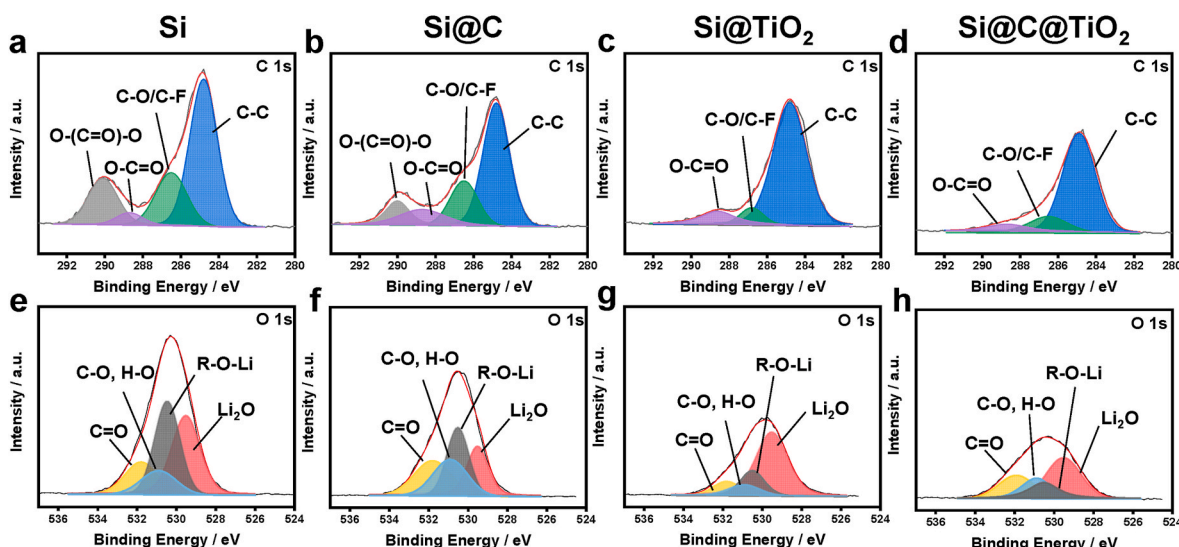 Si
Si@C
Si@TiO₂
Si@C@TiO₂
a
C 1s
O-(C=O)-O
O-C=O
C-O/C-F
C-C
Intensity / a.u.
292 290 288 286 284 282 280
Binding Energy / eV
b
C 1s
O-(C=O)-O
O-C=O
C-O/C-F
C-C
Intensity / a.u.
292 290 288 286 284 282 280
Binding Energy / eV
c
C 1s
O-C=O
C-O/C-F
C-C
Intensity / a.u.
292 290 288 286 284 282 280
Binding Energy / eV
d
C 1s
O-C=O
C-O/C-F
C-C
Intensity / a.u.
292 290 288 286 284 282 280
Binding Energy / eV
e
O 1s
C-O, H-O
R-O-Li
C=O
Li₂O
Intensity / a.u.
536 534 532 530 528 526 524
Binding Energy / eV
f
O 1s
C-O, H-O
R-O-Li
C=O
Li₂O
Intensity / a.u.
536 534 532 530 528 526 524
Binding Energy / eV
g
O 1s
R-O-Li
C-O, H-O
C=O
Li₂O
Intensity / a.u.
536 534 532 530 528 526 524
Binding Energy / eV
h
O 1s
R-O-Li
C-O, H-O
C=O
Li₂O
Intensity / a.u.
536 534 532 530 528 526 524
Binding Energy / eV